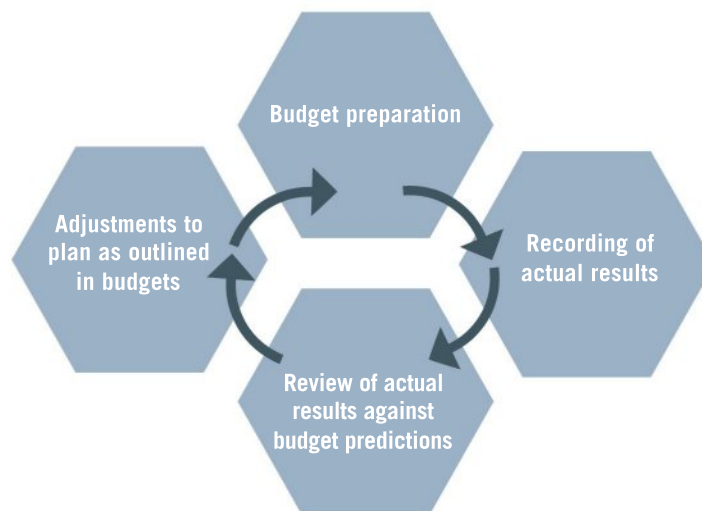 Budget preparation
Recording of
actual results
Review of actual
results against
budget predictions
Adjustments to
plan as outlined
in budgets